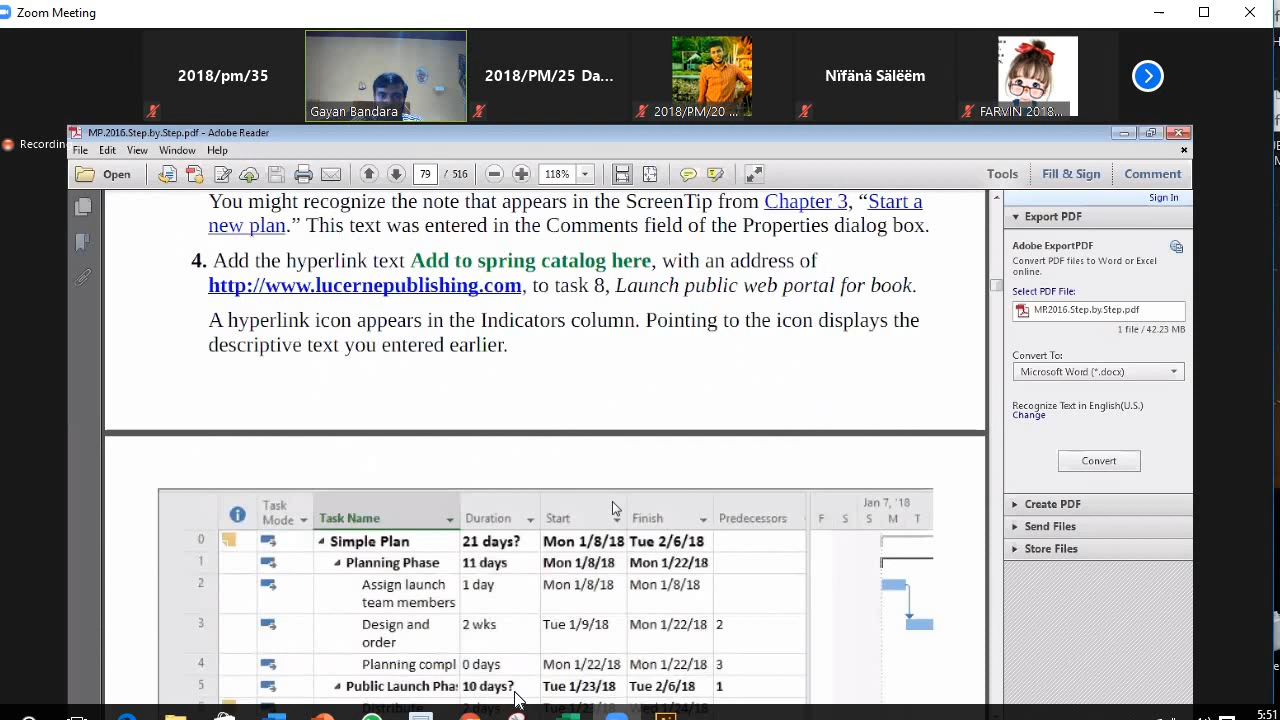 Zoom Meeting
2018/pm/35
Gayan Bandara
2018/PM/25 Da...
2018/PM/20 ...
Nïfänä Sälëëm
FARVIN 2018...
Recording
MP.2016.Step.by.Step.pdf - Adobe Reader
File Edit View Window Help
Open 79 / 516 118% Tools Fill & Sign Comment
Sign In
You might recognize the note that appears in the ScreenTip from Chapter 3, “Start a
new plan.” This text was entered in the Comments field of the Properties dialog box.
4. Add the hyperlink text Add to spring catalog here, with an address of
http://www.lucernepublishing.com, to task 8, Launch public web portal for book.
A hyperlink icon appears in the Indicators column. Pointing to the icon displays the
descriptive text you entered earlier.
Task Mode Task Name Duration Start Finish Predecessors Jan 7, '18 F S S M T
0 Simple Plan 21 days? Mon 1/8/18 Tue 2/6/18
1 Planning Phase 11 days Mon 1/8/18 Mon 1/22/18
2 Assign launch 1 day Mon 1/8/18 Mon 1/8/18
team members
3 Design and 2 wks Tue 1/9/18 Mon 1/22/18 2
order
4 Planning compl 0 days Mon 1/22/18 Mon 1/22/18 3
5 Public Launch Pha 10 days? Tue 1/23/18 Tue 2/6/18 1
Export PDF
Adobe ExportPDF
Convert PDF files to Word or Excel
online.
Select PDF File:
MP.2016.Step.by.Step.pdf
1 file / 42.23 MB
Convert To:
Microsoft Word (*.docx)
Recognize Text in English(U.S.)
Change
Convert
Create PDF
Send Files
Store Files
5:51